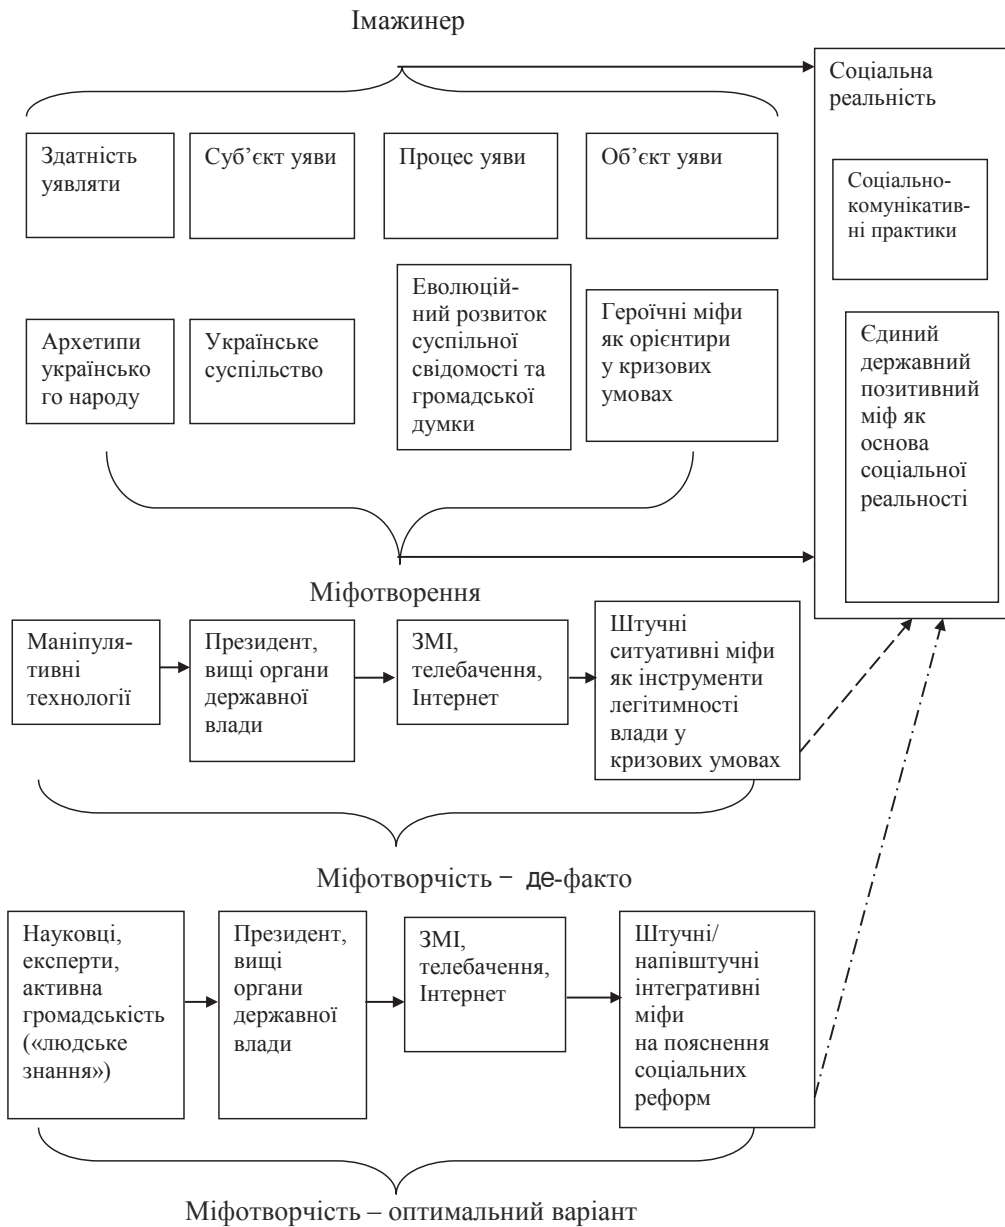 Імажинер
Соціальна
реальність
Здатність
уявляти
Суб’єкт уяви
Процес уяви
Об’єкт уяви
Соціально-
комунікатив-
ні практики
Архетипи
українсько
го народу
Українське
суспільство
Еволюцій-
ний розвиток
суспільної
свідомості та
громадської
думки
Героїчні міфи
як орієнтири
у кризових
умовах
Єдиний
державний
позитивний
міф як
основа
соціальної
реальності
Міфотворення
Маніпуля-
тивні
технології
Президент,
вищі органи
державної
влади
ЗМІ,
телебачення,
Інтернет
Штучні
ситуативні міфи
як інструменти
легітимності
влади у
кризових умовах
Міфотворчість – де-факто
Науковці,
експерти,
активна
громадськість
(«людське
знання»)
Президент,
вищі
органи
державної
влади
ЗМІ,
телебачення,
Інтернет
Штучні/
напівштучні
інтегративні
міфи
на пояснення
соціальних
реформ
Міфотворчість – оптимальний варіант